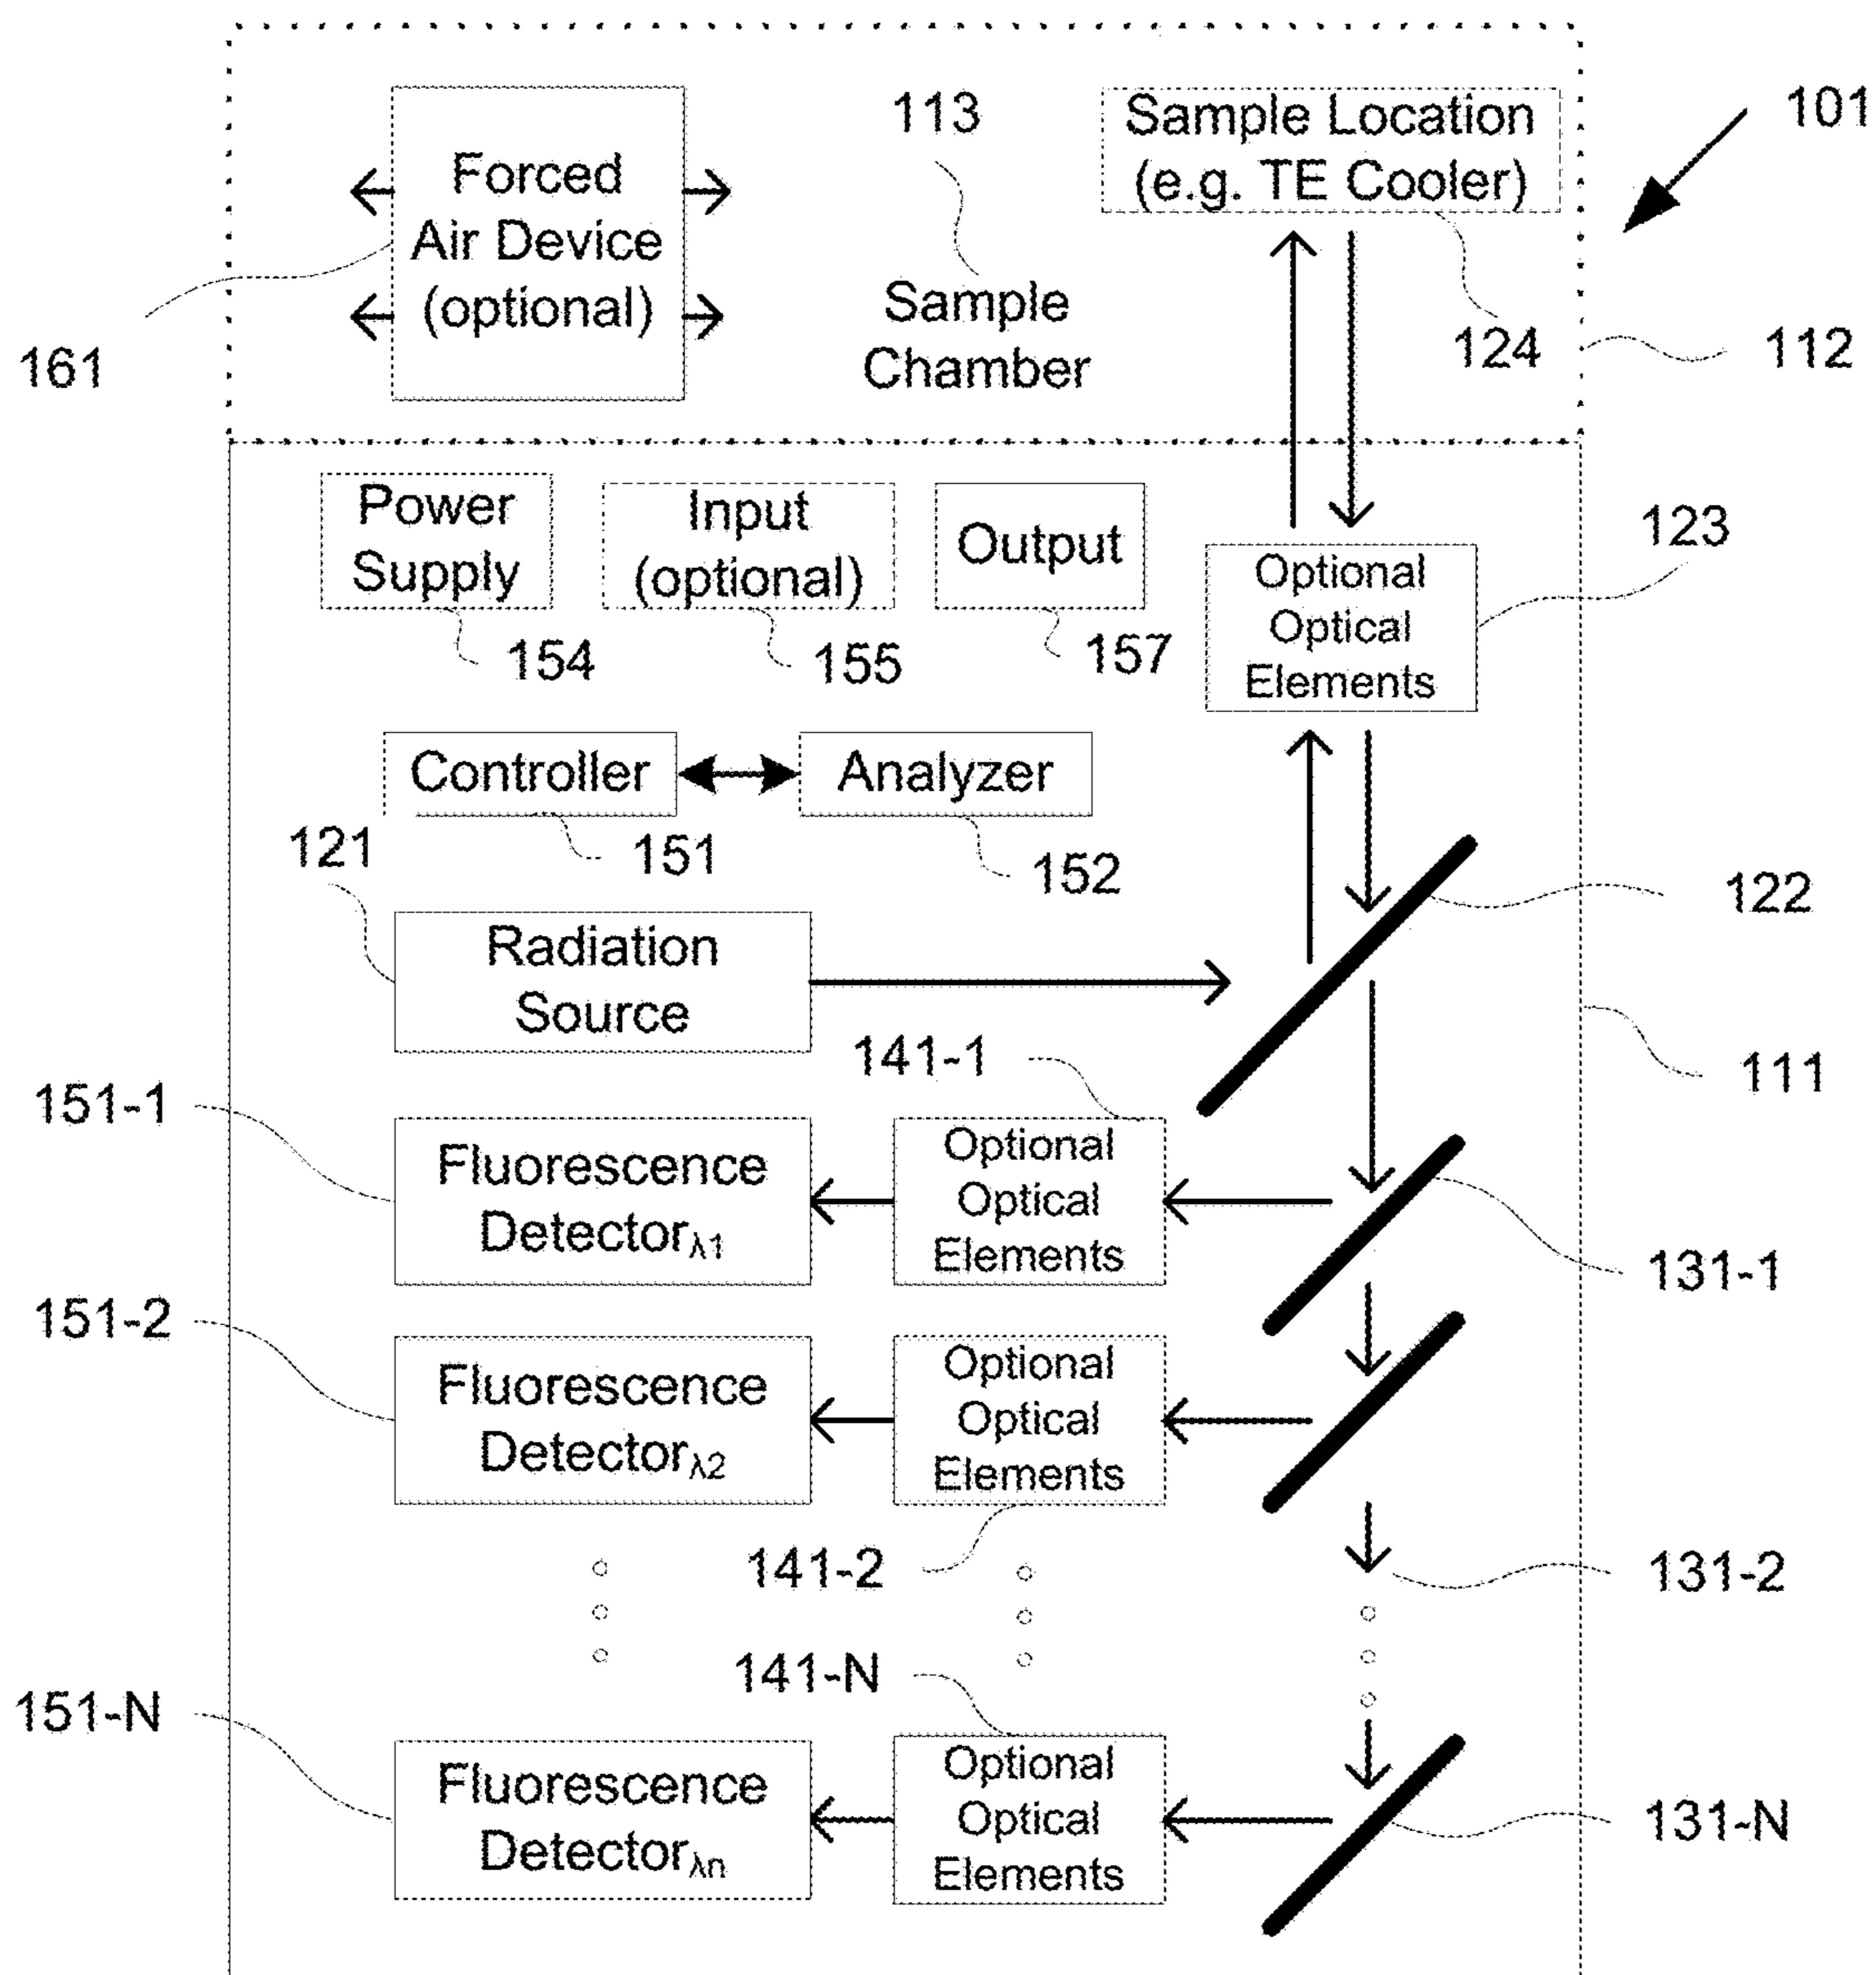 113
Sample Location
(e.g. TE Cooler)
101
Forced
Air Device
(optional)
Sample
Chamber
124
112
161
Power
Supply
Input
(optional)
Output
123
Optional
Optical
Elements
154
155
157
Controller
Analyzer
121
151
152
122
Radiation
Source
141-1
111
151-1
Fluorescence
Detectorλ1
Optional
Optical
Elements
131-1
151-2
Fluorescence
Detectorλ2
Optional
Optical
Elements
141-2
131-2
141-N
151-N
Fluorescence
Detectorλn
Optional
Optical
Elements
131-N